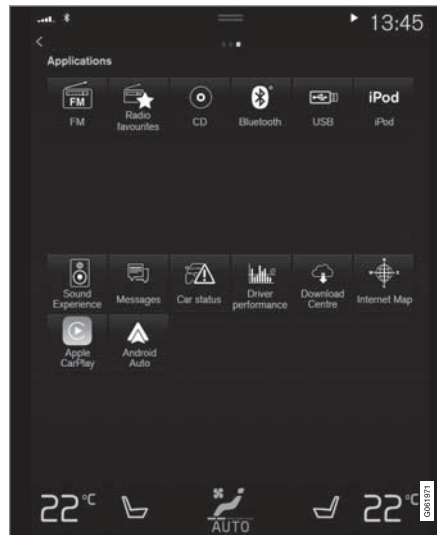 13:45
Applications
FM
iPod
FM
Radio
favourites
CD
Bluetooth
USB
iPod
Sound
Experience
Messages
Car status
Driver
performance
Download
Centre
Internet Map
Apple
CarPlay
Android
Auto
22°C
AUTO
22°C
G061971